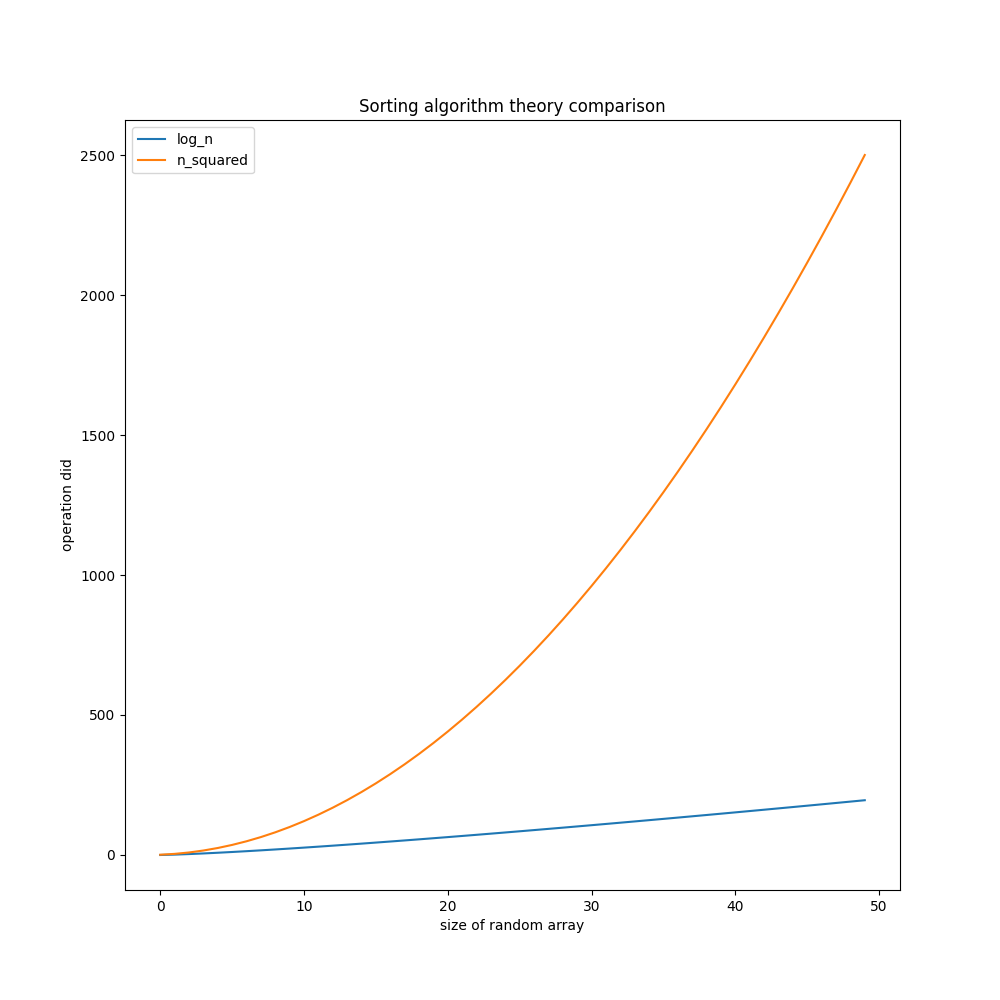 Sorting algorithm theory comparison
log_n
n_squared
2500
2000
1500
1000
500
0
operation did
0 10 20 30 40 50
size of random array